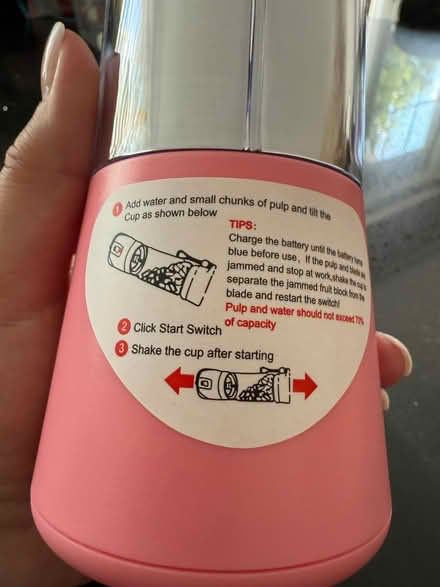 1 Add water and small chunks of pulp and tilt the
Cup as shown below
TIPS:
Charge the battery until the battery turns
blue before use, If the pulp and blade are
jammed and stop at work,shake the cup to
separate the jammed fruit block from the
blade and restart the switch!
Pulp and water should not exceed 70%
of capacity
2 Click Start Switch
3 Shake the cup after starting